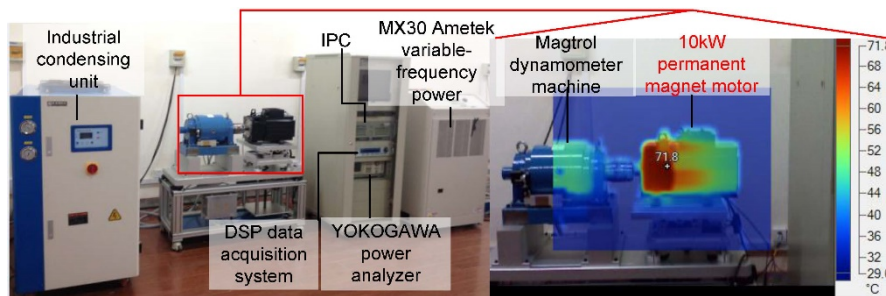 Industrial
condensing
unit
IPC
MX30 Ametek
variable-
frequency
power
DSP data
acquisition
system
YOKOGAWA
power
analyzer
Magtrol
dynamometer
machine
10kW
permanent
magnet motor
71.8
71.8
68
64
60
56
52
48
44
40
36
32
29.0
°C